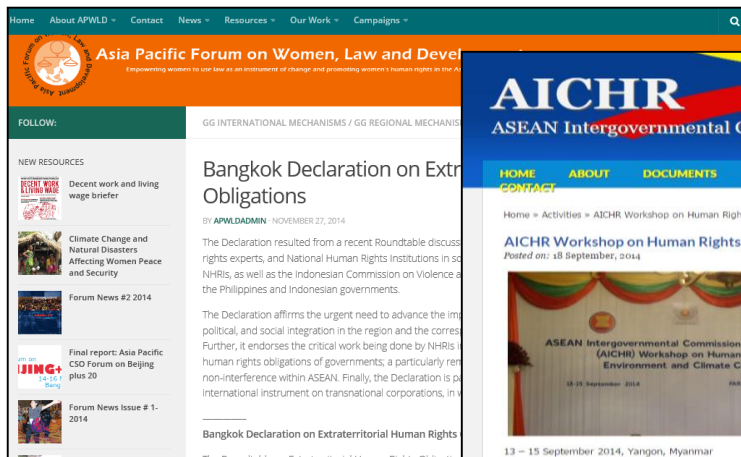 Home About APWLD Contact News Resources Our Work Campaigns
Asia Pacific Forum on Women, Law and
Empowering women to use law as an instrument of change and promoting women's human rights in the
FOLLOW:
NEW RESOURCES
DECENT WORK
& LIVING WAGE
Decent work and living
wage briefer
Climate Change and
Natural Disasters
Affecting Women Peace
and Security
Forum News #2 2014
Final report: Asia Pacific
CSO Forum on Beijing
plus 20
Forum News Issue # 1-
2014
GG INTERNATIONAL MECHANISMS / GG REGIONAL
Bangkok Declaration on
Obligations
BY APWLDADMIN · NOVEMBER 27, 2014
The Declaration resulted from a recent Roundtable
rights experts, and National Human Rights Institutions in
NHRIs, as well as the Indonesian Commission on Violence
the Philippines and Indonesian governments.
The Declaration affirms the urgent need to advance the
political, and social integration in the region and the
Further, it endorses the critical work being done by NHRIs
human rights obligations of governments; a particularly
non-interference within ASEAN. Finally, the Declaration is
international instrument on transnational corporations, in
Bangkok Declaration on Extraterritorial Human Rights
AICHR
ASEAN Intergovernmental
HOME ABOUT DOCUMENTS
CONTACT
Home » Activities » AICHR Workshop on Human
AICHR Workshop on Human Rights
Posted on: 18 September, 2014
ASEAN Intergovernmental Commission
(AICHR) Workshop on Human
Environment and Climate
September 2014
13 – 15 September 2014, Yangon, Myanmar